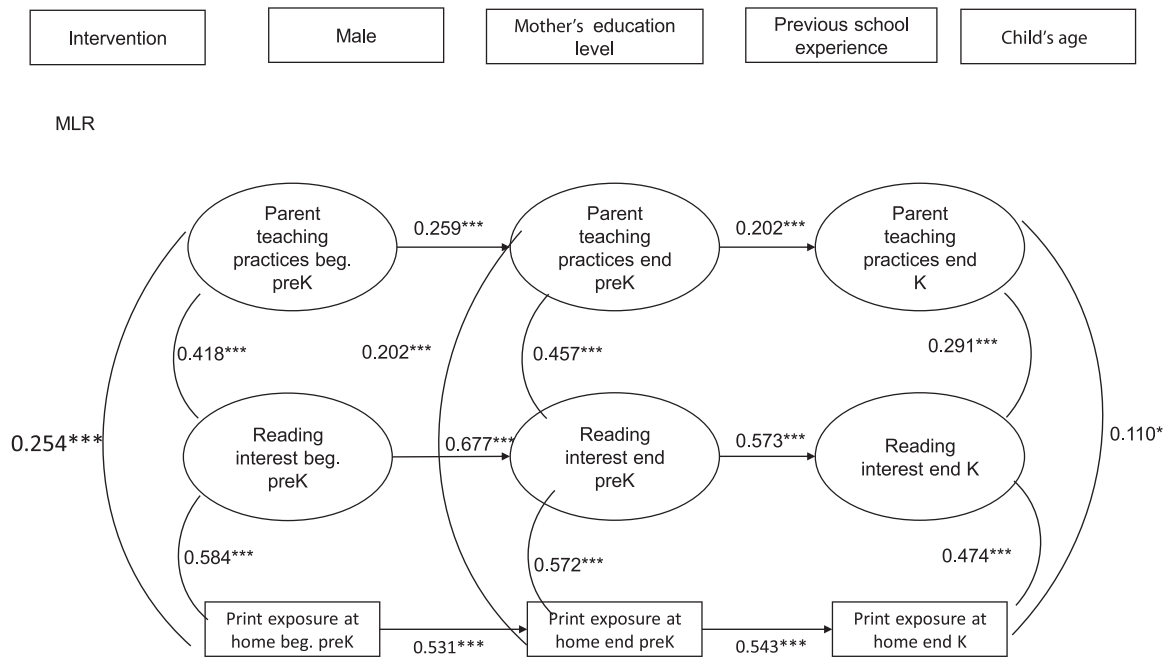 Intervention
Male
Mother's education
level
Previous school
experience
Child's age
MLR
Parent
teaching
practices beg.
preK
0.259***
Parent
teaching
practices end
preK
0.202***
Parent
teaching
practices end
K
0.418***
0.202***
0.457***
0.291***
0.254***
Reading
interest beg.
preK
0.677***
Reading
interest end
preK
0.573***
Reading
interest end K
0.110*
0.584***
0.572***
0.474***
Print exposure at
home beg. preK
0.531***
Print exposure at
home end preK
0.543***
Print exposure at
home end K